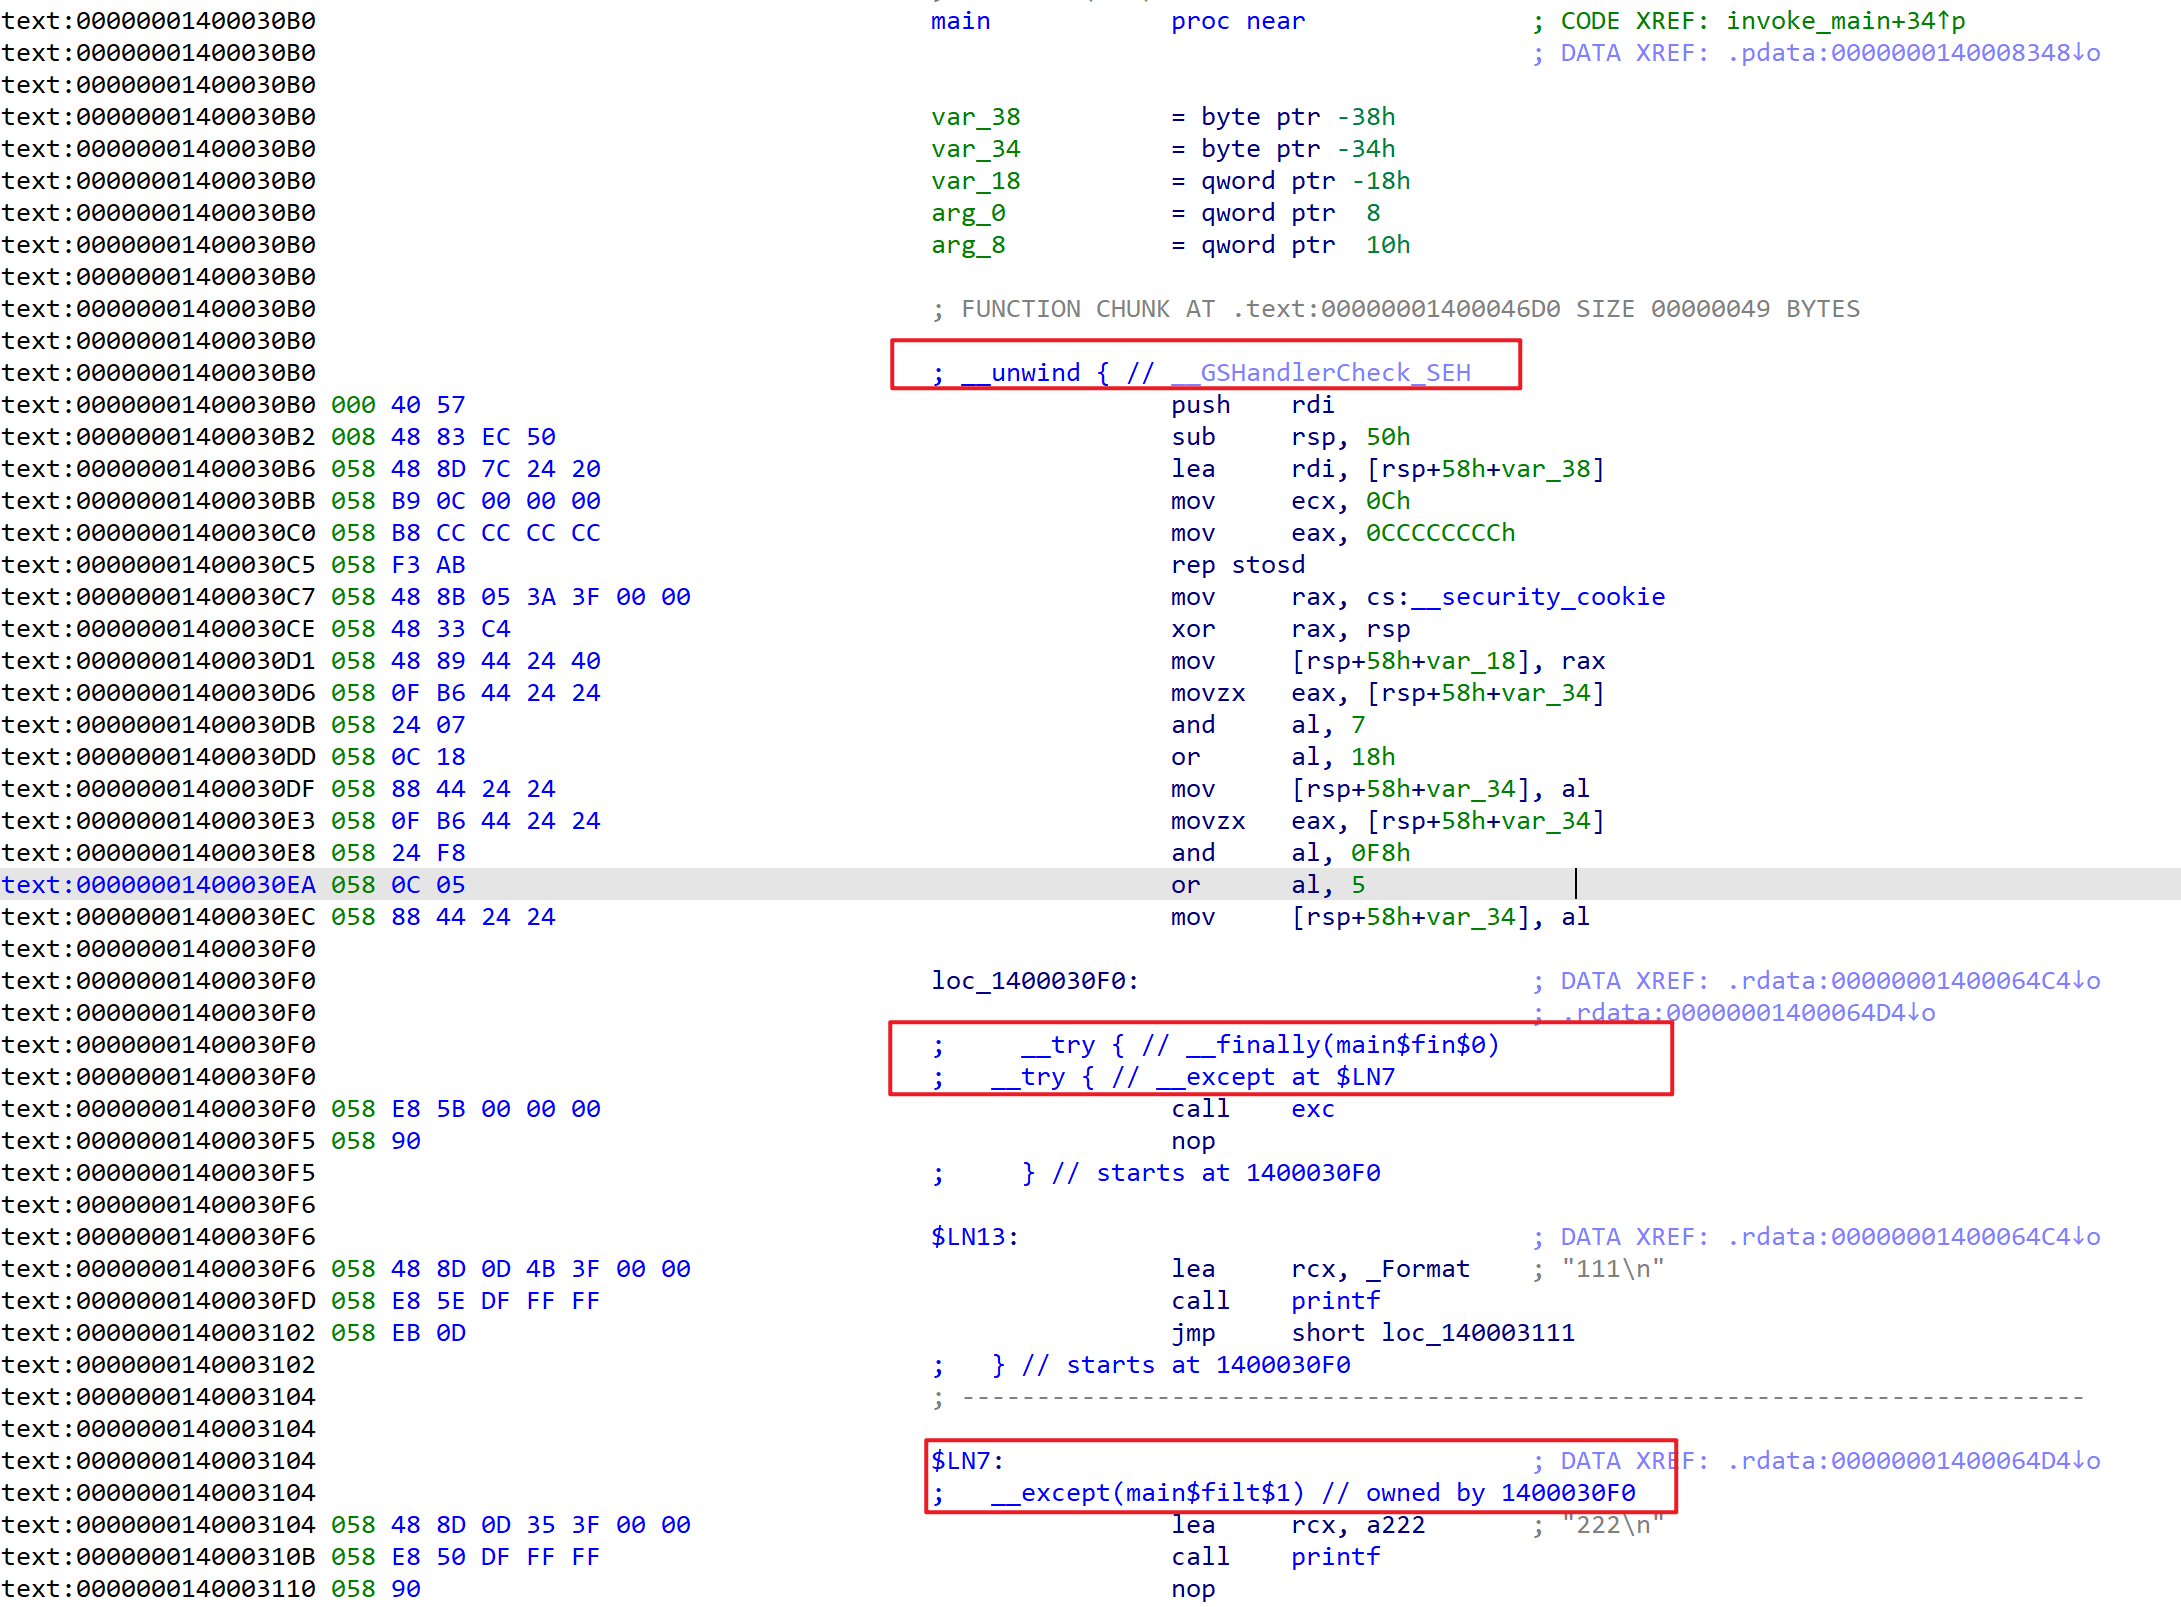 text:00000001400030B0 main proc near ; CODE XREF: invoke_main+34↑p
text:00000001400030B0 ; DATA XREF: .pdata:0000000140008348↓o
text:00000001400030B0
text:00000001400030B0 var_38 = byte ptr -38h
text:00000001400030B0 var_34 = byte ptr -34h
text:00000001400030B0 var_18 = qword ptr -18h
text:00000001400030B0 arg_0 = qword ptr 8
text:00000001400030B0 arg_8 = qword ptr 10h
text:00000001400030B0
text:00000001400030B0 ; FUNCTION CHUNK AT .text:00000001400046D0 SIZE 00000049 BYTES
text:00000001400030B0
text:00000001400030B0 ; __unwind { // __GSHandlerCheck_SEH
text:00000001400030B0 000 40 57 push rdi
text:00000001400030B2 008 48 83 EC 50 sub rsp, 50h
text:00000001400030B6 058 48 8D 7C 24 20 lea rdi, [rsp+58h+var_38]
text:00000001400030BB 058 B9 0C 00 00 00 mov ecx, 0Ch
text:00000001400030C0 058 B8 CC CC CC CC mov eax, 0CCCCCCCCh
text:00000001400030C5 058 F3 AB rep stosd
text:00000001400030C7 058 48 8B 05 3A 3F 00 00 mov rax, cs:__security_cookie
text:00000001400030CE 058 48 33 C4 xor rax, rsp
text:00000001400030D1 058 48 89 44 24 40 mov [rsp+58h+var_18], rax
text:00000001400030D6 058 0F B6 44 24 24 movzx eax, [rsp+58h+var_34]
text:00000001400030DB 058 24 07 and al, 7
text:00000001400030DD 058 0C 18 or al, 18h
text:00000001400030DF 058 88 44 24 24 mov [rsp+58h+var_34], al
text:00000001400030E3 058 0F B6 44 24 24 movzx eax, [rsp+58h+var_34]
text:00000001400030E8 058 24 F8 and al, 0F8h
text:00000001400030EA 058 0C 05 or al, 5
text:00000001400030EC 058 88 44 24 24 mov [rsp+58h+var_34], al
text:00000001400030F0
text:00000001400030F0 loc_1400030F0: ; DATA XREF: .rdata:00000001400064C4↓o
text:00000001400030F0 ; .rdata:00000001400064D4↓o
text:00000001400030F0 ; __try { // __finally(main$fin$0)
text:00000001400030F0 ; __try { // __except at $LN7
text:00000001400030F0 058 E8 5B 00 00 00 call exc
text:00000001400030F5 058 90 nop
text:00000001400030F5 ; } // starts at 1400030F0
text:00000001400030F6
text:00000001400030F6 $LN13: ; DATA XREF: .rdata:00000001400064C4↓o
text:00000001400030F6 058 48 8D 0D 4B 3F 00 00 lea rcx, _Format ; "111\n"
text:00000001400030FD 058 E8 5E DF FF FF call printf
text:0000000140003102 058 EB 0D jmp short loc_140003111
text:0000000140003102 ; } // starts at 1400030F0
text:0000000140003104 ; ---------------------------------------------------------------------------
text:0000000140003104
text:0000000140003104 $LN7: ; DATA XREF: .rdata:00000001400064D4↓o
text:0000000140003104 ; __except(main$filt$1) // owned by 1400030F0
text:0000000140003104 058 48 8D 0D 35 3F 00 00 lea rcx, a222 ; "222\n"
text:000000014000310B 058 E8 50 DF FF FF call printf
text:0000000140003110 058 90 nop